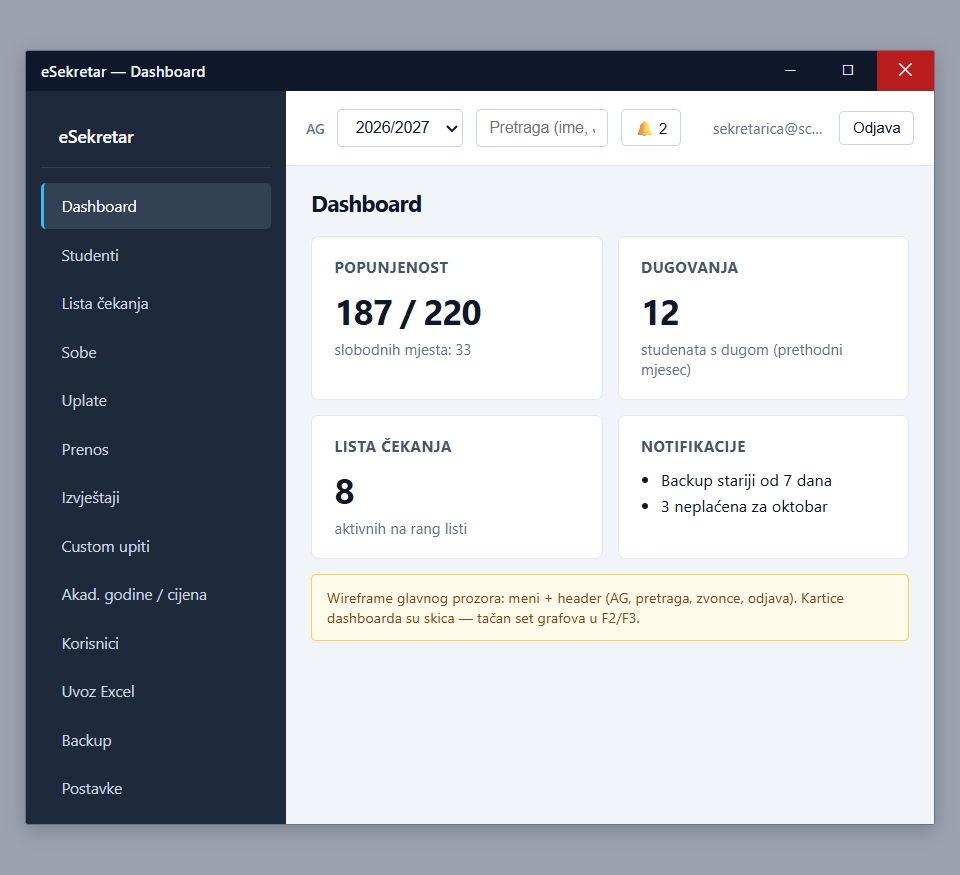 eSekretar — Dashboard
eSekretar
Dashboard
Studenti
Lista čekanja
Sobe
Uplate
Prenos
Izvještaji
Custom upiti
Akad. godine / cijena
Korisnici
Uvoz Excel
Backup
Postavke
AG
2026/2027
Pretraga (ime,
2
sekretarica@sc...
Odjava
Dashboard
POPUNJENOST
187 / 220
slobodnih mjesta: 33
DUGOVANJA
12
studenata s dugom (prethodni
mjesec)
LISTA ČEKANJA
8
aktivnih na rang listi
NOTIFIKACIJE
• Backup stariji od 7 dana
• 3 neplaćena za oktobar
Wireframe glavnog prozora: meni + header (AG, pretraga, zvonce, odjava). Kartice
dashboarda su skica — tačan set grafova u F2/F3.